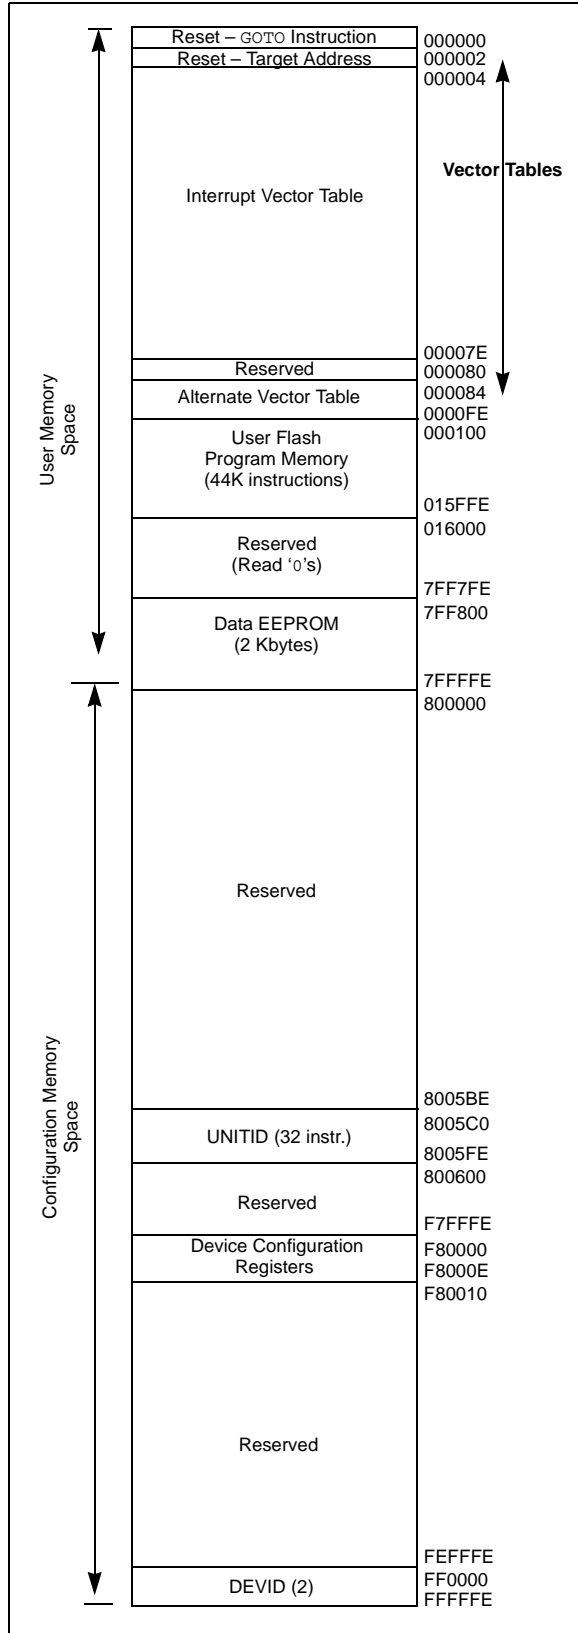 Reset – GOTO Instruction
000000
Reset – Target Address
000002
000004
Vector Tables
Interrupt Vector Table
00007E
Reserved
000080
Alternate Vector Table
000084
0000FE
User Flash
Program Memory
(44K instructions)
000100
015FFE
016000
Reserved
(Read ‘0’s)
7FF7FE
7FF800
Data EEPROM
(2 Kbytes)
7FFFFE
User Memory
Space
800000
Reserved
8005BE
8005C0
UNITID (32 instr.)
8005FE
800600
Reserved
F7FFFE
Device Configuration
Registers
F80000
F8000E
F80010
Configuration Memory
Space
Reserved
FEFFFE
FF0000
DEVID (2)
FFFFFE